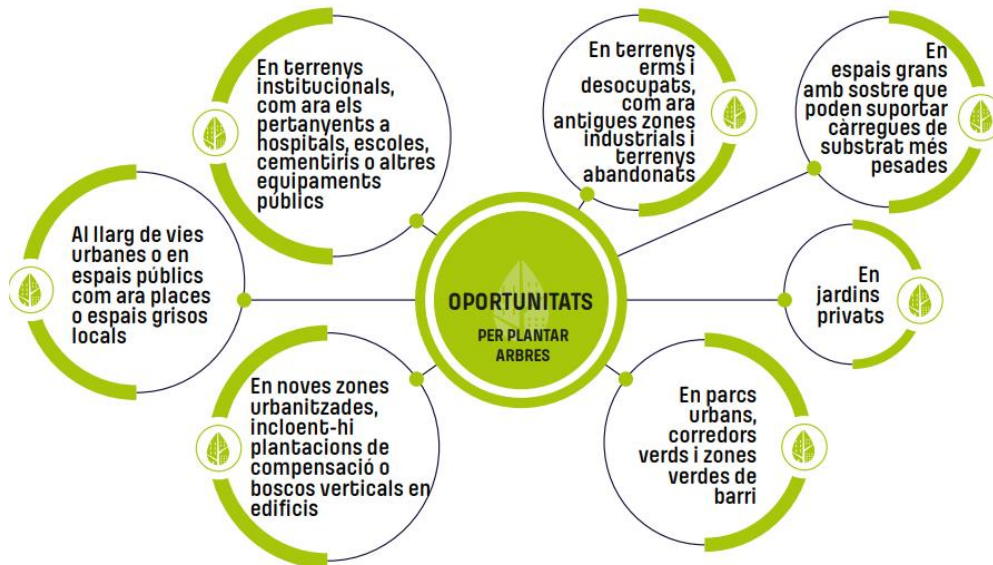 En terrenys
institucionals,
com ara els
pertanyents a
hospitals, escoles,
cementiris o altres
equipaments
públics
En terrenys
erms i
desocupats,
com ara
antigues zones
industrials i
terrenys
abandonats
En
espais grans
amb sostre que
poden suportar
càrregues de
substrat més
pesades
Al llarg de vies
urbanes o en
espais públics
com ara places
o espais grisos
locals
OPORTUNITATS
PER PLANTAR
ARBRES
En
jardins
privats
En noves zones
urbanitzades,
incloent-hi
plantacions de
compensació o
boscos verticals en
edificis
En parcs
urbans,
corredors
verds i zones
verdes de
barri